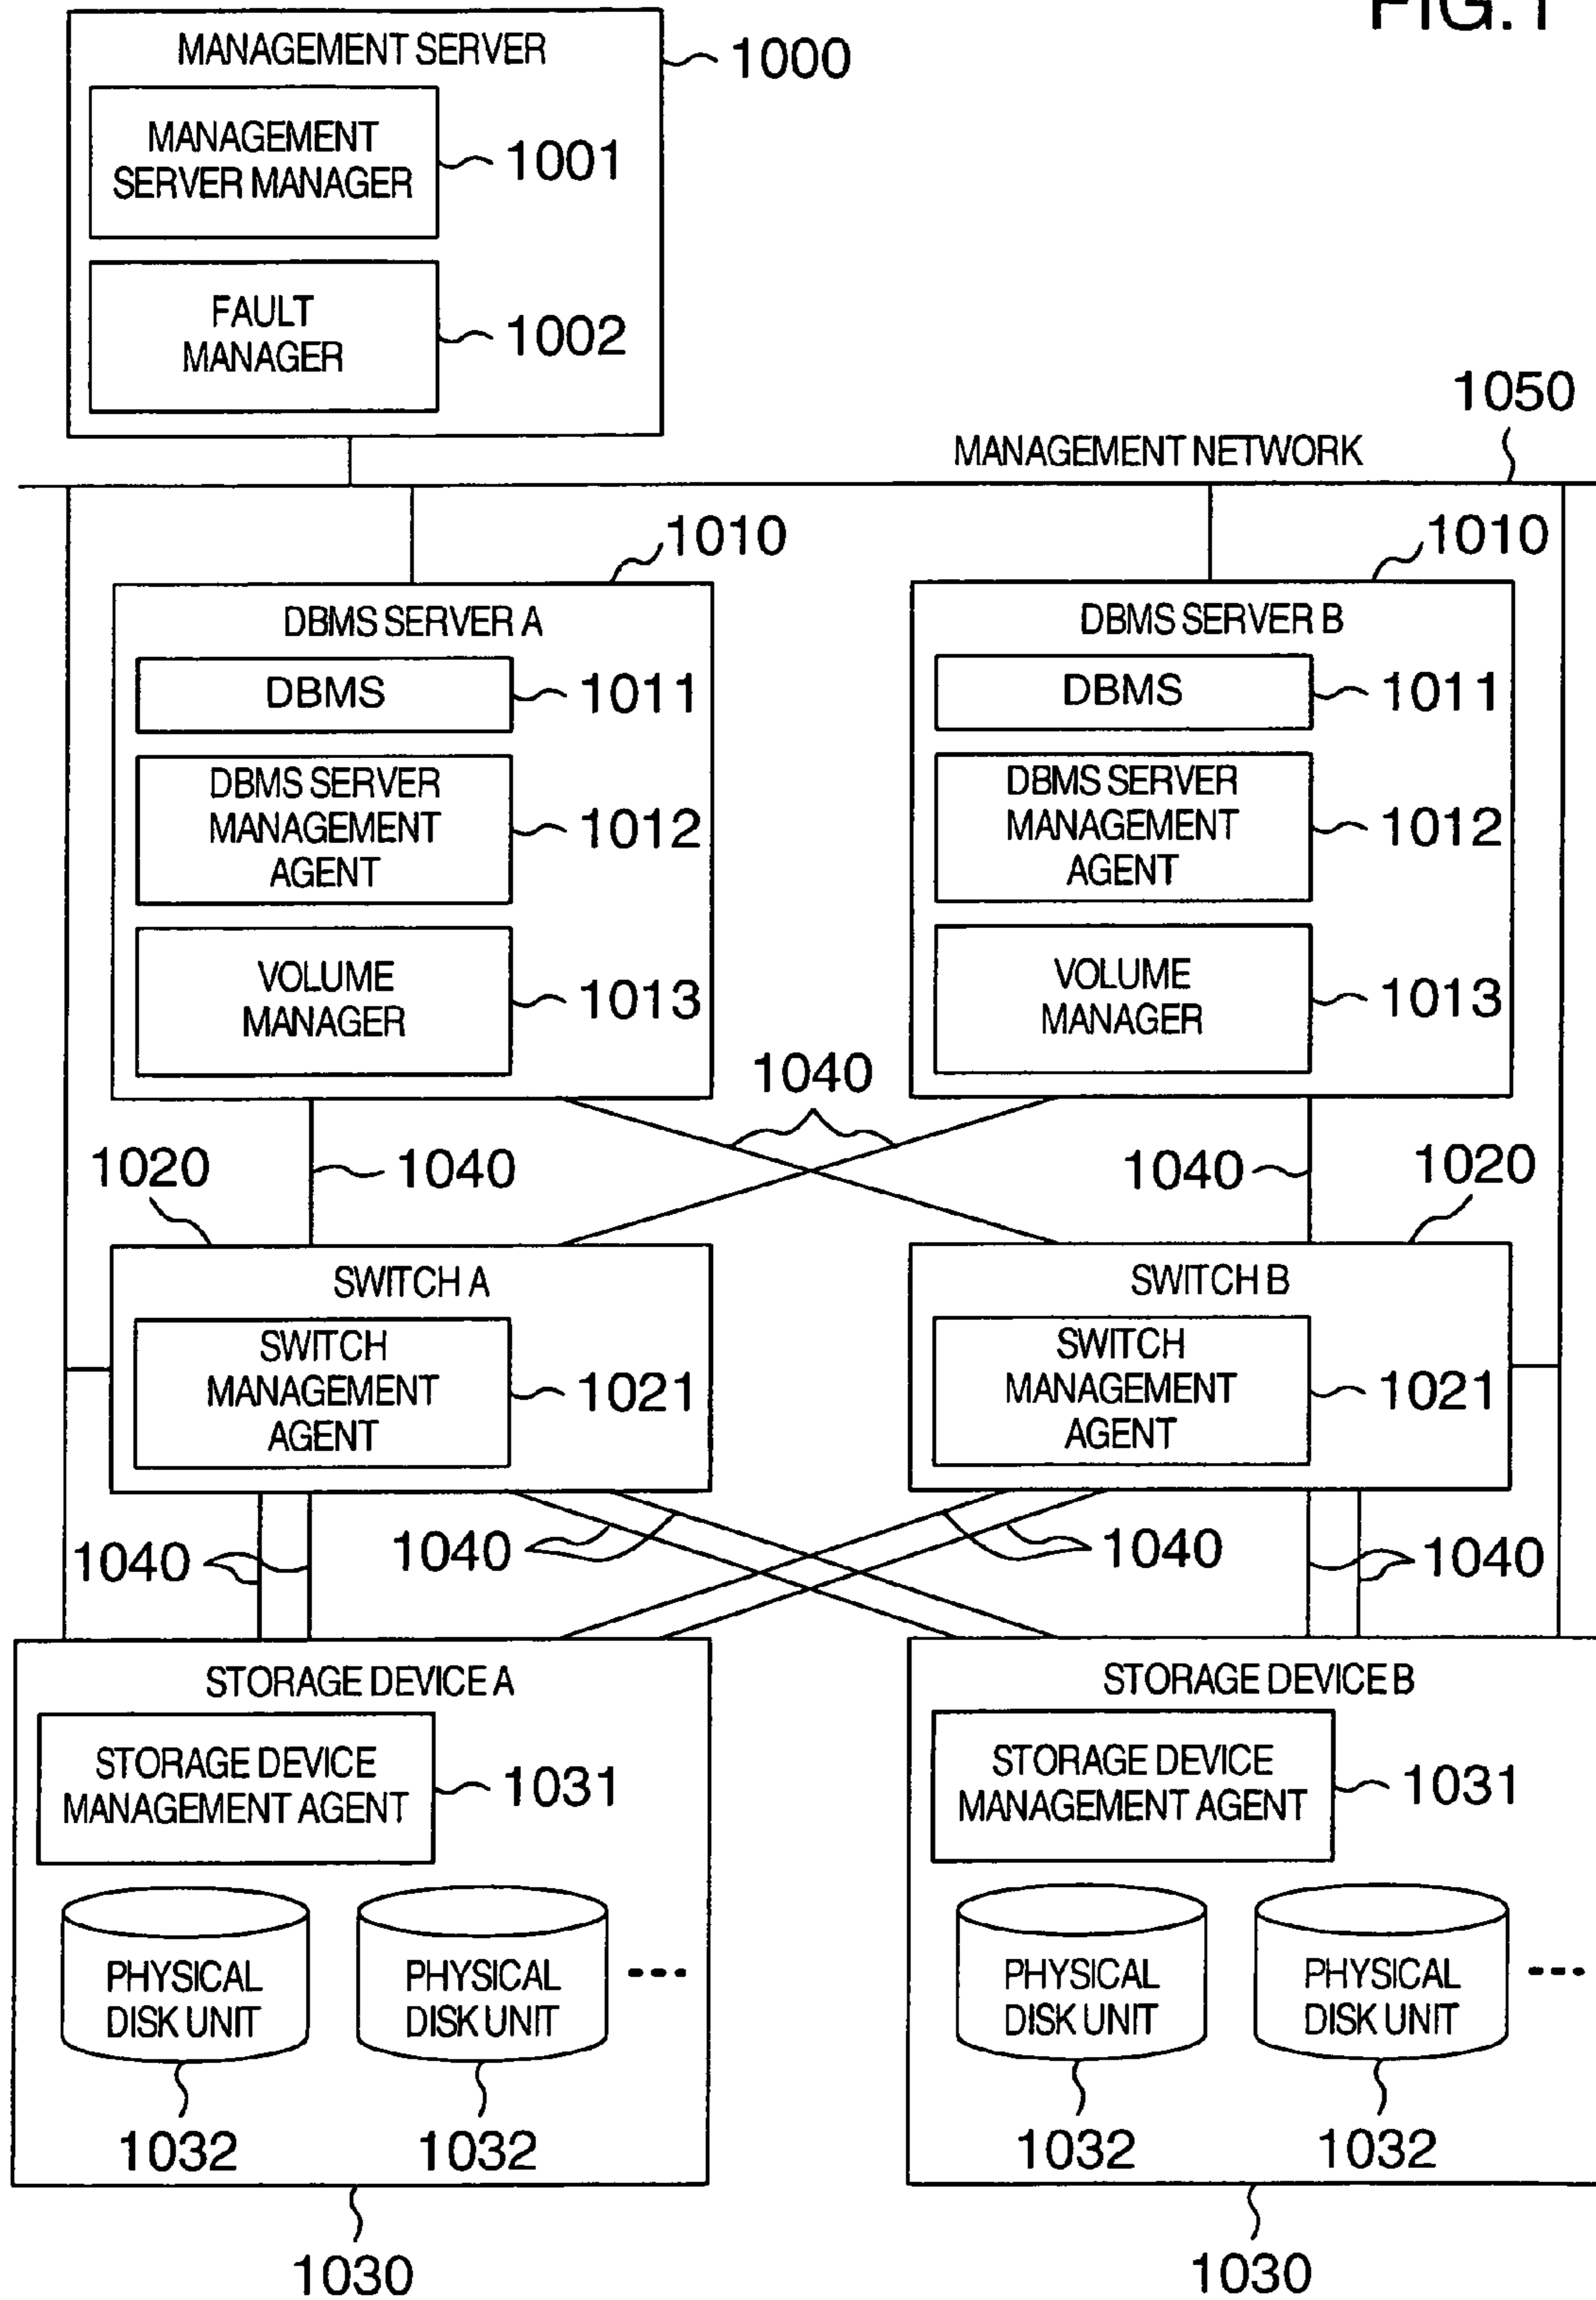 FIG. 1
MANAGEMENT SERVER
1000
MANAGEMENT
SERVER MANAGER
1001
FAULT
MANAGER
1002
1050
MANAGEMENT NETWORK
1010
1010
DBMS SERVER A
DBMS SERVER B
DBMS
1011
DBMS
1011
DBMS SERVER
MANAGEMENT
AGENT
1012
DBMS SERVER
MANAGEMENT
AGENT
1012
VOLUME
MANAGER
1013
VOLUME
MANAGER
1013
1040
1020
1040
1040
1020
SWITCH A
SWITCH B
SWITCH
MANAGEMENT
AGENT
1021
SWITCH
MANAGEMENT
AGENT
1021
1040
1040
1040
1040
STORAGE DEVICE A
STORAGE DEVICE B
STORAGE DEVICE
MANAGEMENT AGENT
1031
STORAGE DEVICE
MANAGEMENT AGENT
1031
PHYSICAL
DISK UNIT
PHYSICAL
DISK UNIT
PHYSICAL
DISK UNIT
PHYSICAL
DISK UNIT
1032
1032
1032
1032
1030
1030